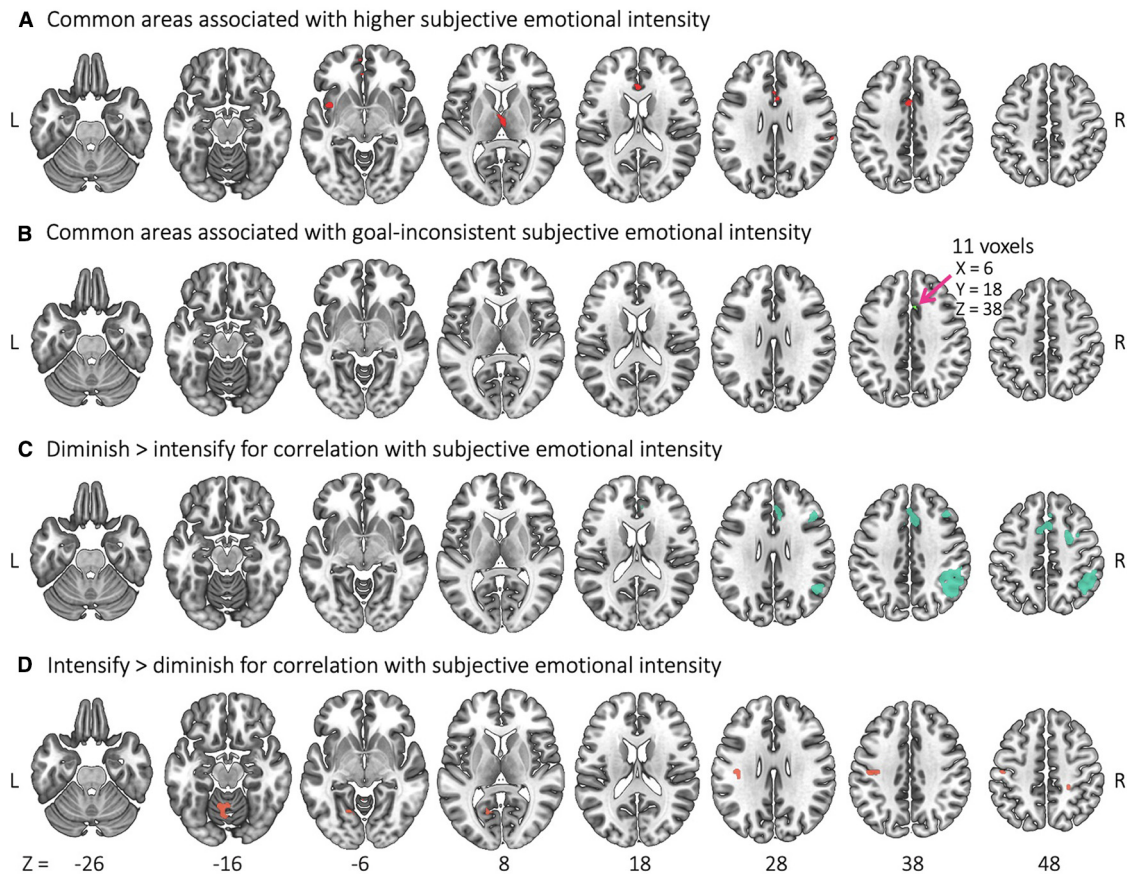 A Common areas associated with higher subjective emotional intensity
L R
B Common areas associated with goal-inconsistent subjective emotional intensity
11 voxels
X = 6
Y = 18
Z = 38
L R
C Diminish > intensify for correlation with subjective emotional intensity
L R
D Intensify > diminish for correlation with subjective emotional intensity
L R
Z = -26 -16 -6 8 18 28 38 48